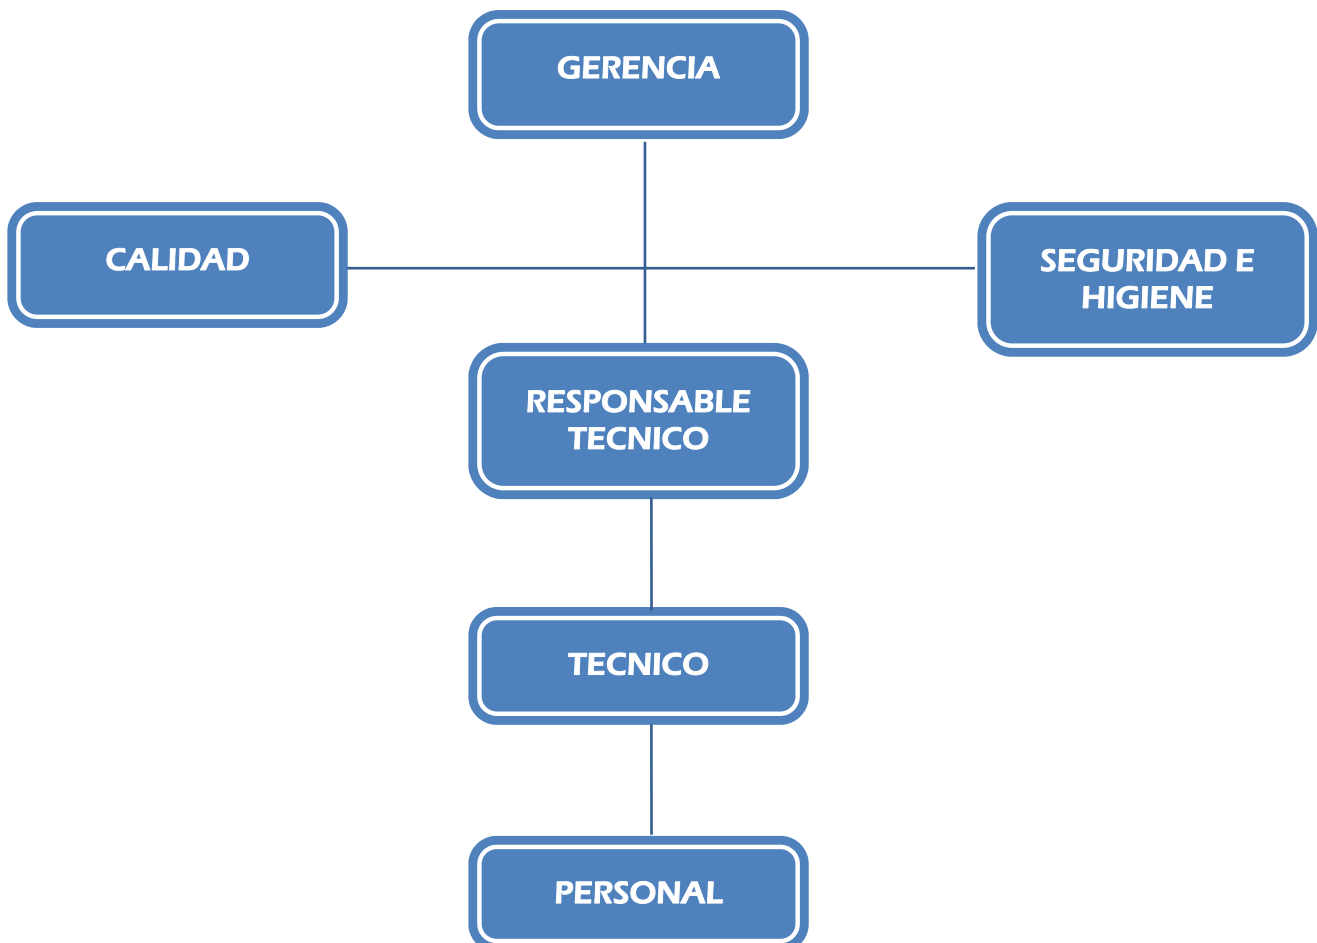 GERENCIA
CALIDAD
SEGURIDAD E
HIGIENE
RESPONSABLE
TECNICO
TECNICO
PERSONAL